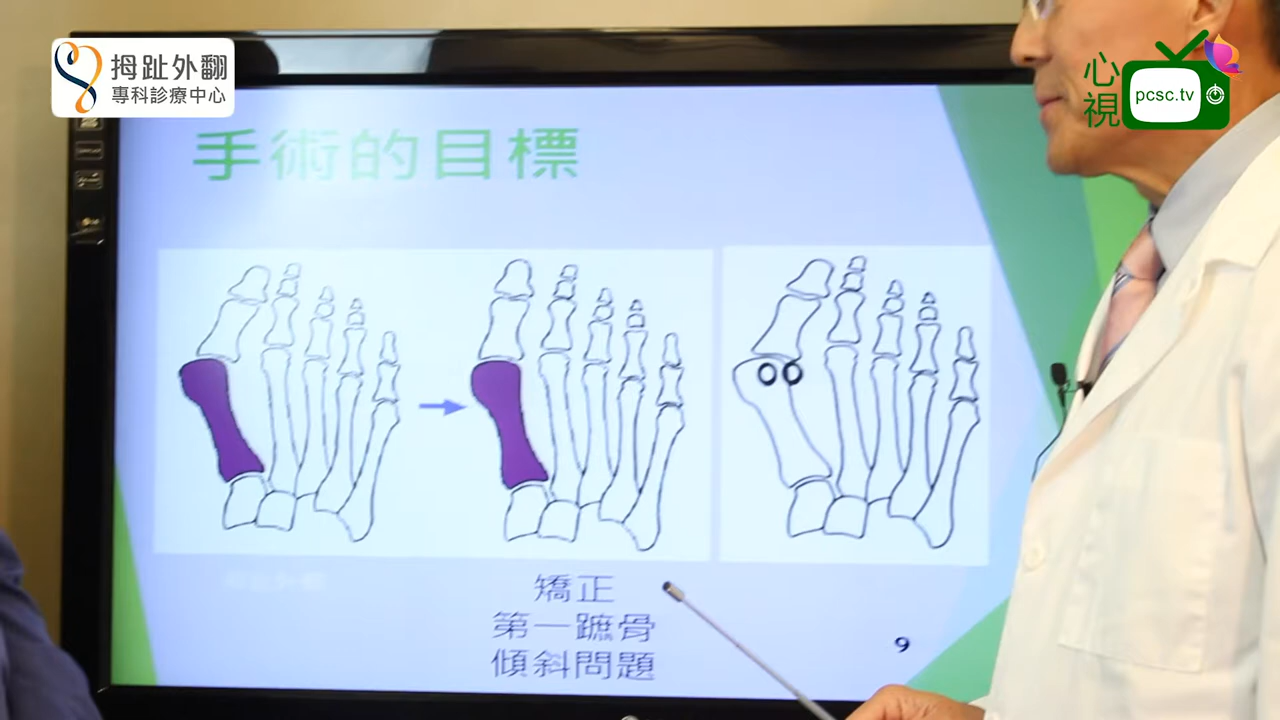 拇趾外翻
專科診療中心
心視
pcsc.tv
手術的目標
矯正
第一蹠骨
傾斜問題
9